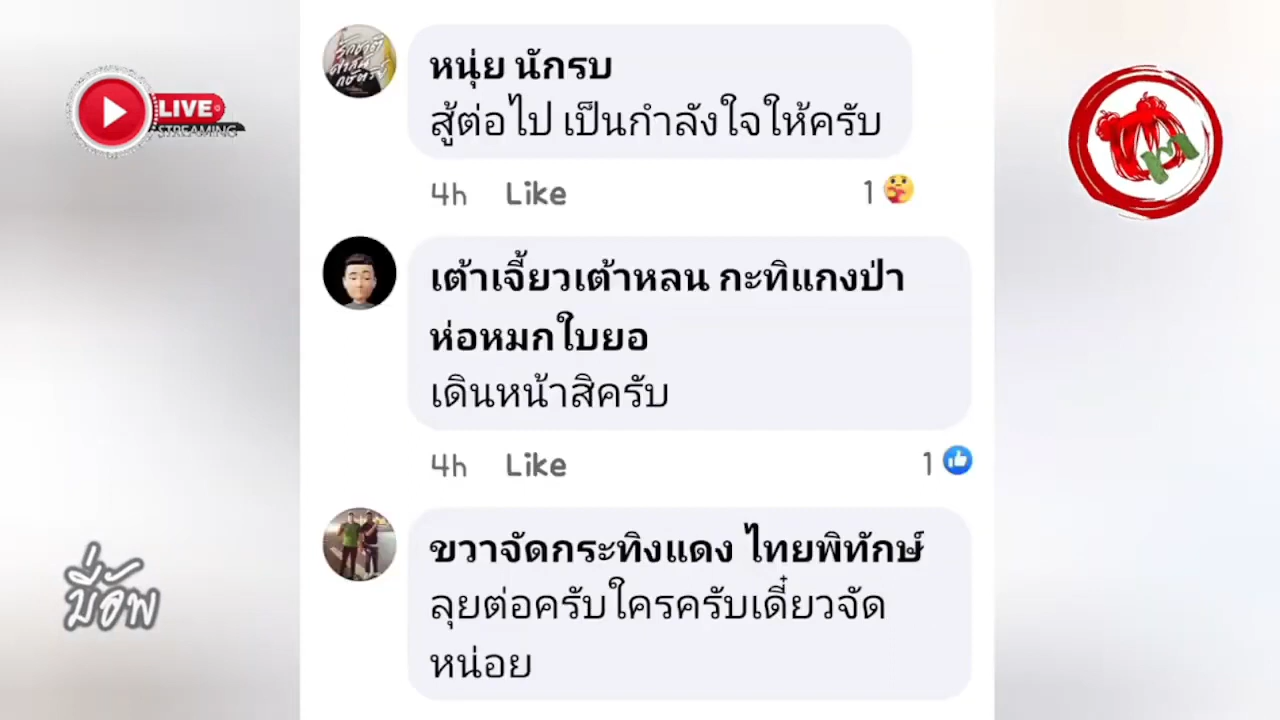 หนุ่ย นักรบ
สู้ต่อไป เป็นกำลังใจให้ครับ
4h Like 1
เต้าเจี้ยวเต้าหลน กะทิแกงป่า
ห่อหมกใบยอ
เดินหน้าสิครับ
4h Like 1
ขวาจัดกระทิงแดง ไทยพิทักษ์
ลุยต่อครับใครครับเดี๋ยวจัด
หน่อย
LIVE
STREAMING
บี่อัพ